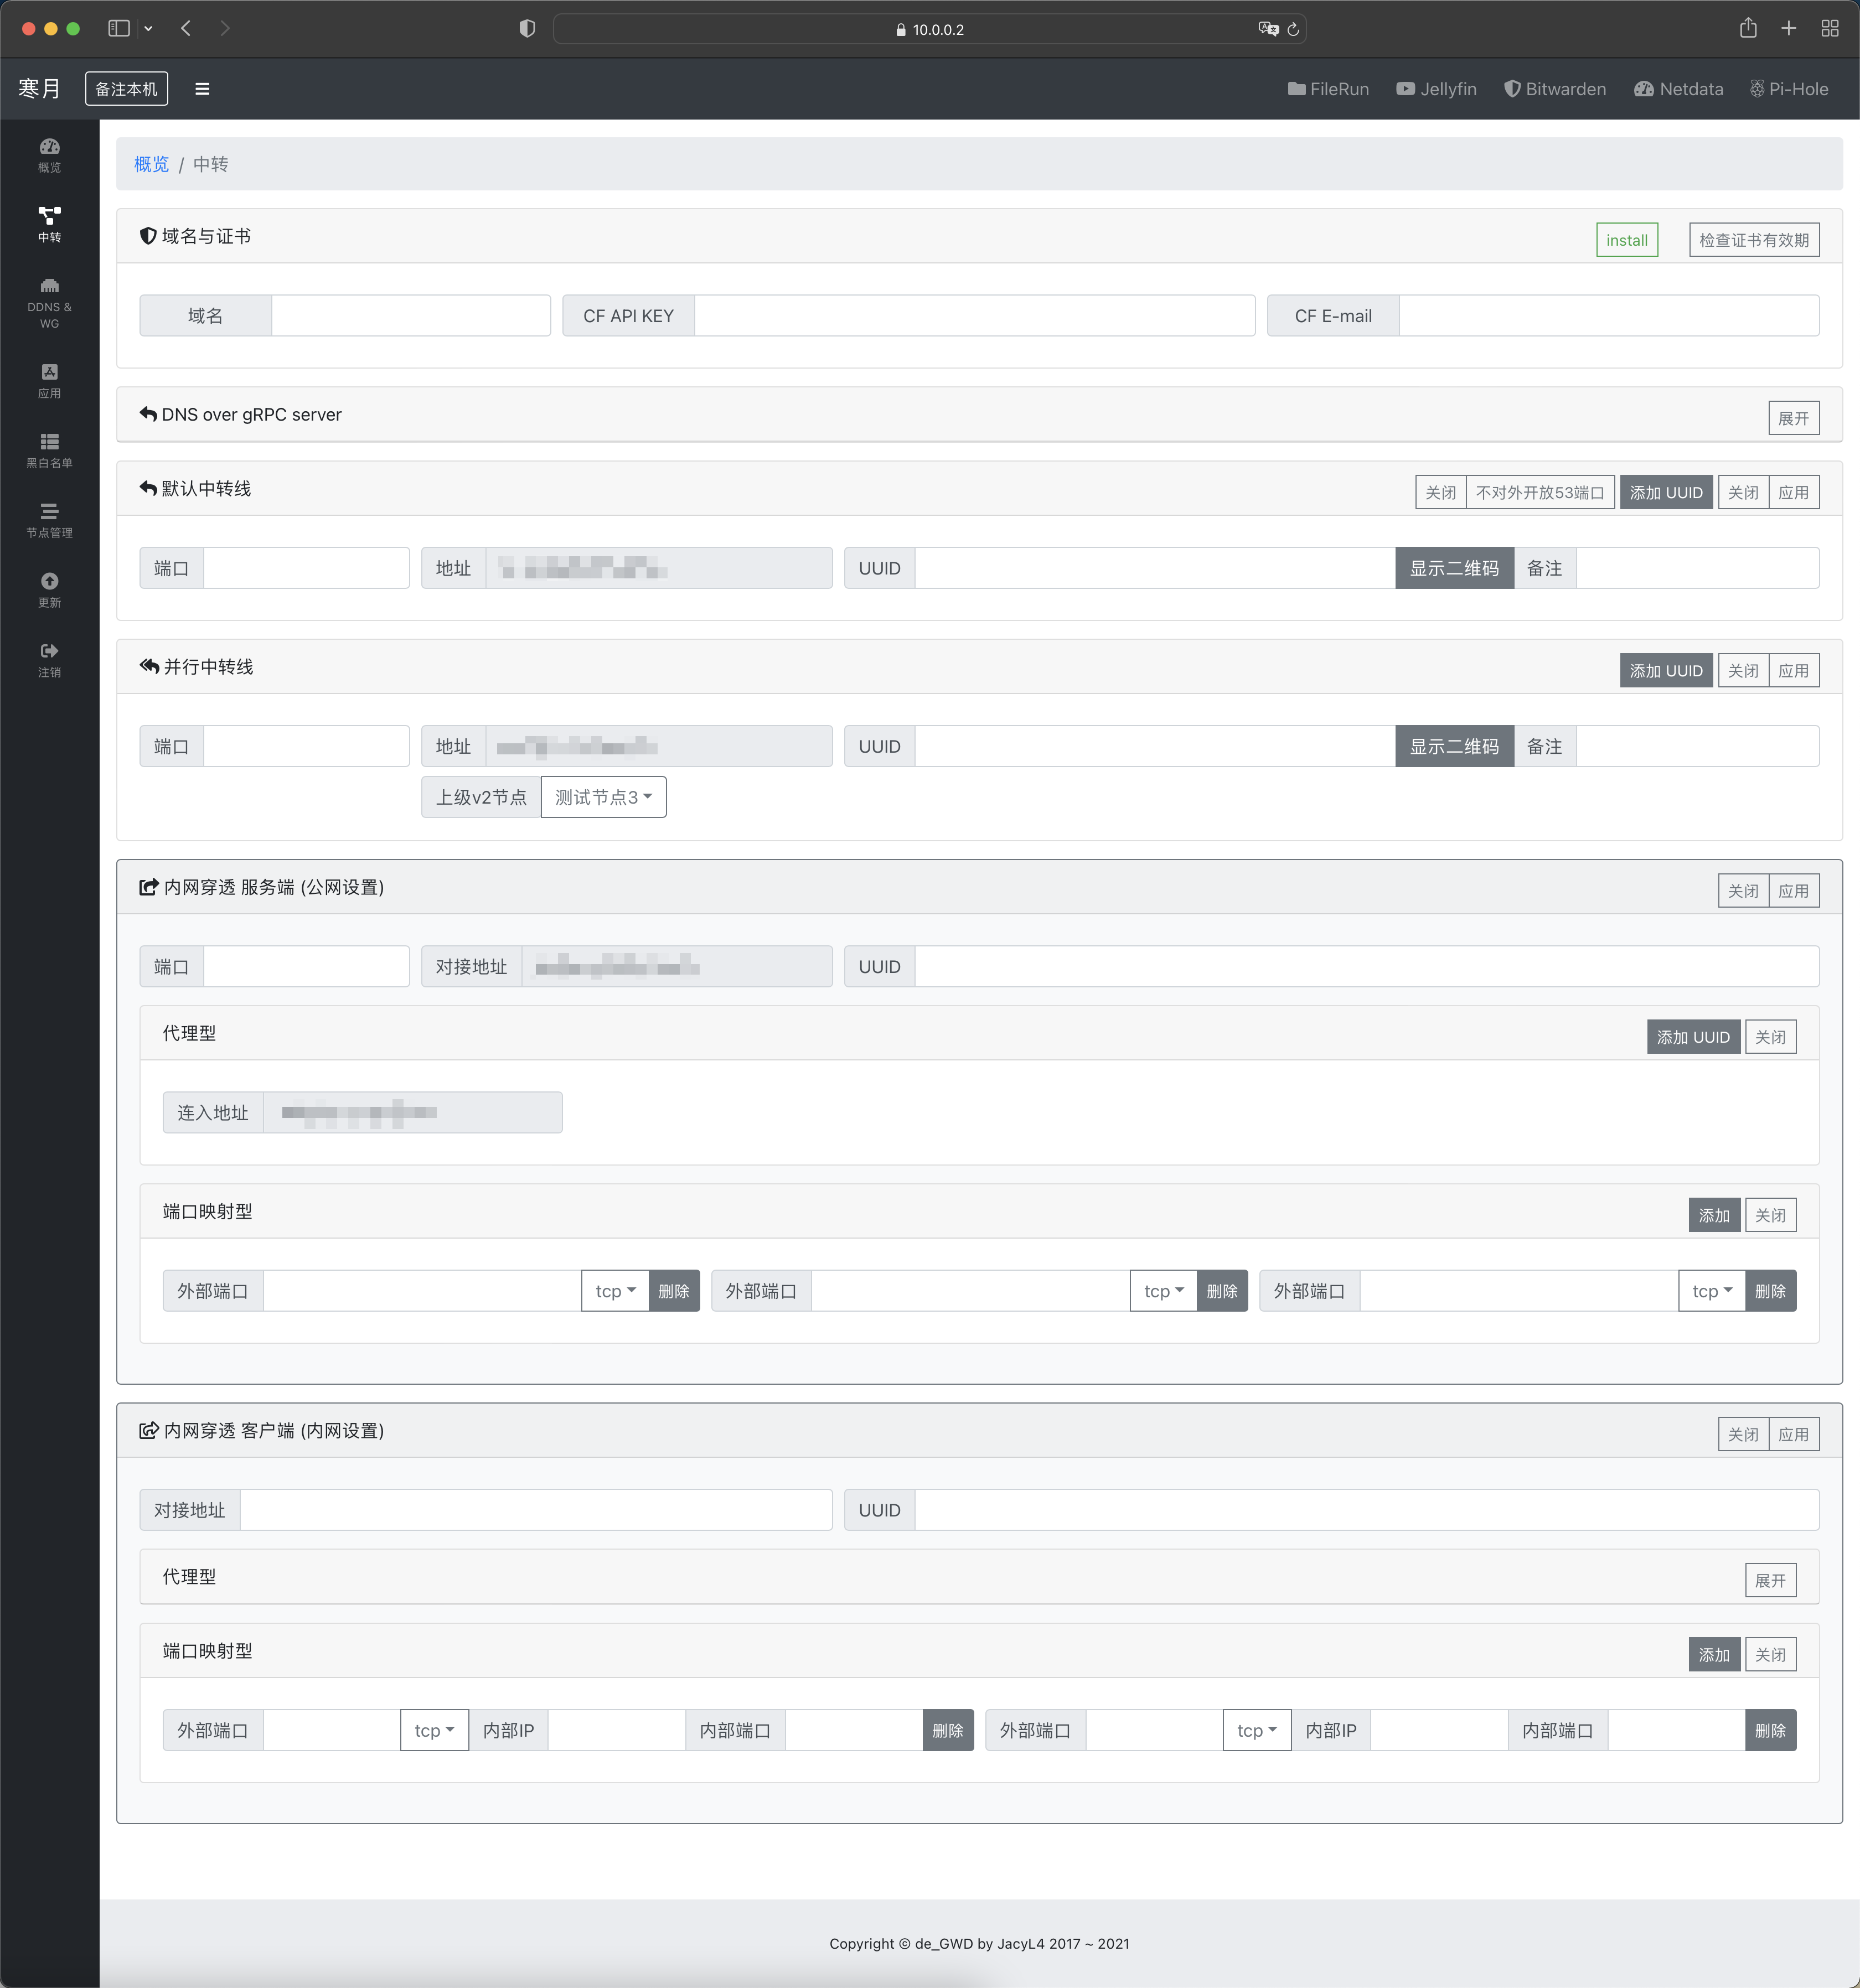 10.0.0.2
寒月 备注本机 FileRun Jellyfin Bitwarden Netdata Pi-Hole
概览
中转
DDNS &
WG
应用
黑白名单
节点管理
更新
注销
概览 / 中转
域名与证书 install 检查证书有效期
域名 CF API KEY CF E-mail
DNS over gRPC server 展开
默认中转线 关闭 不对外开放53端口 添加 UUID 关闭 应用
端口 地址 UUID 显示二维码 备注
并行中转线 添加 UUID 关闭 应用
端口 地址 UUID 显示二维码 备注
上级v2节点 测试节点3
内网穿透 服务端 (公网设置) 关闭 应用
端口 对接地址 UUID
代理型 添加 UUID 关闭
连入地址
端口映射型 添加 关闭
外部端口 tcp 删除 外部端口 tcp 删除 外部端口 tcp 删除
内网穿透 客户端 (内网设置) 关闭 应用
对接地址 UUID
代理型 展开
端口映射型 添加 关闭
外部端口 tcp 内部IP 内部端口 删除 外部端口 tcp 内部IP 内部端口 删除
Copyright © de_GWD by JacyL4 2017 ~ 2021